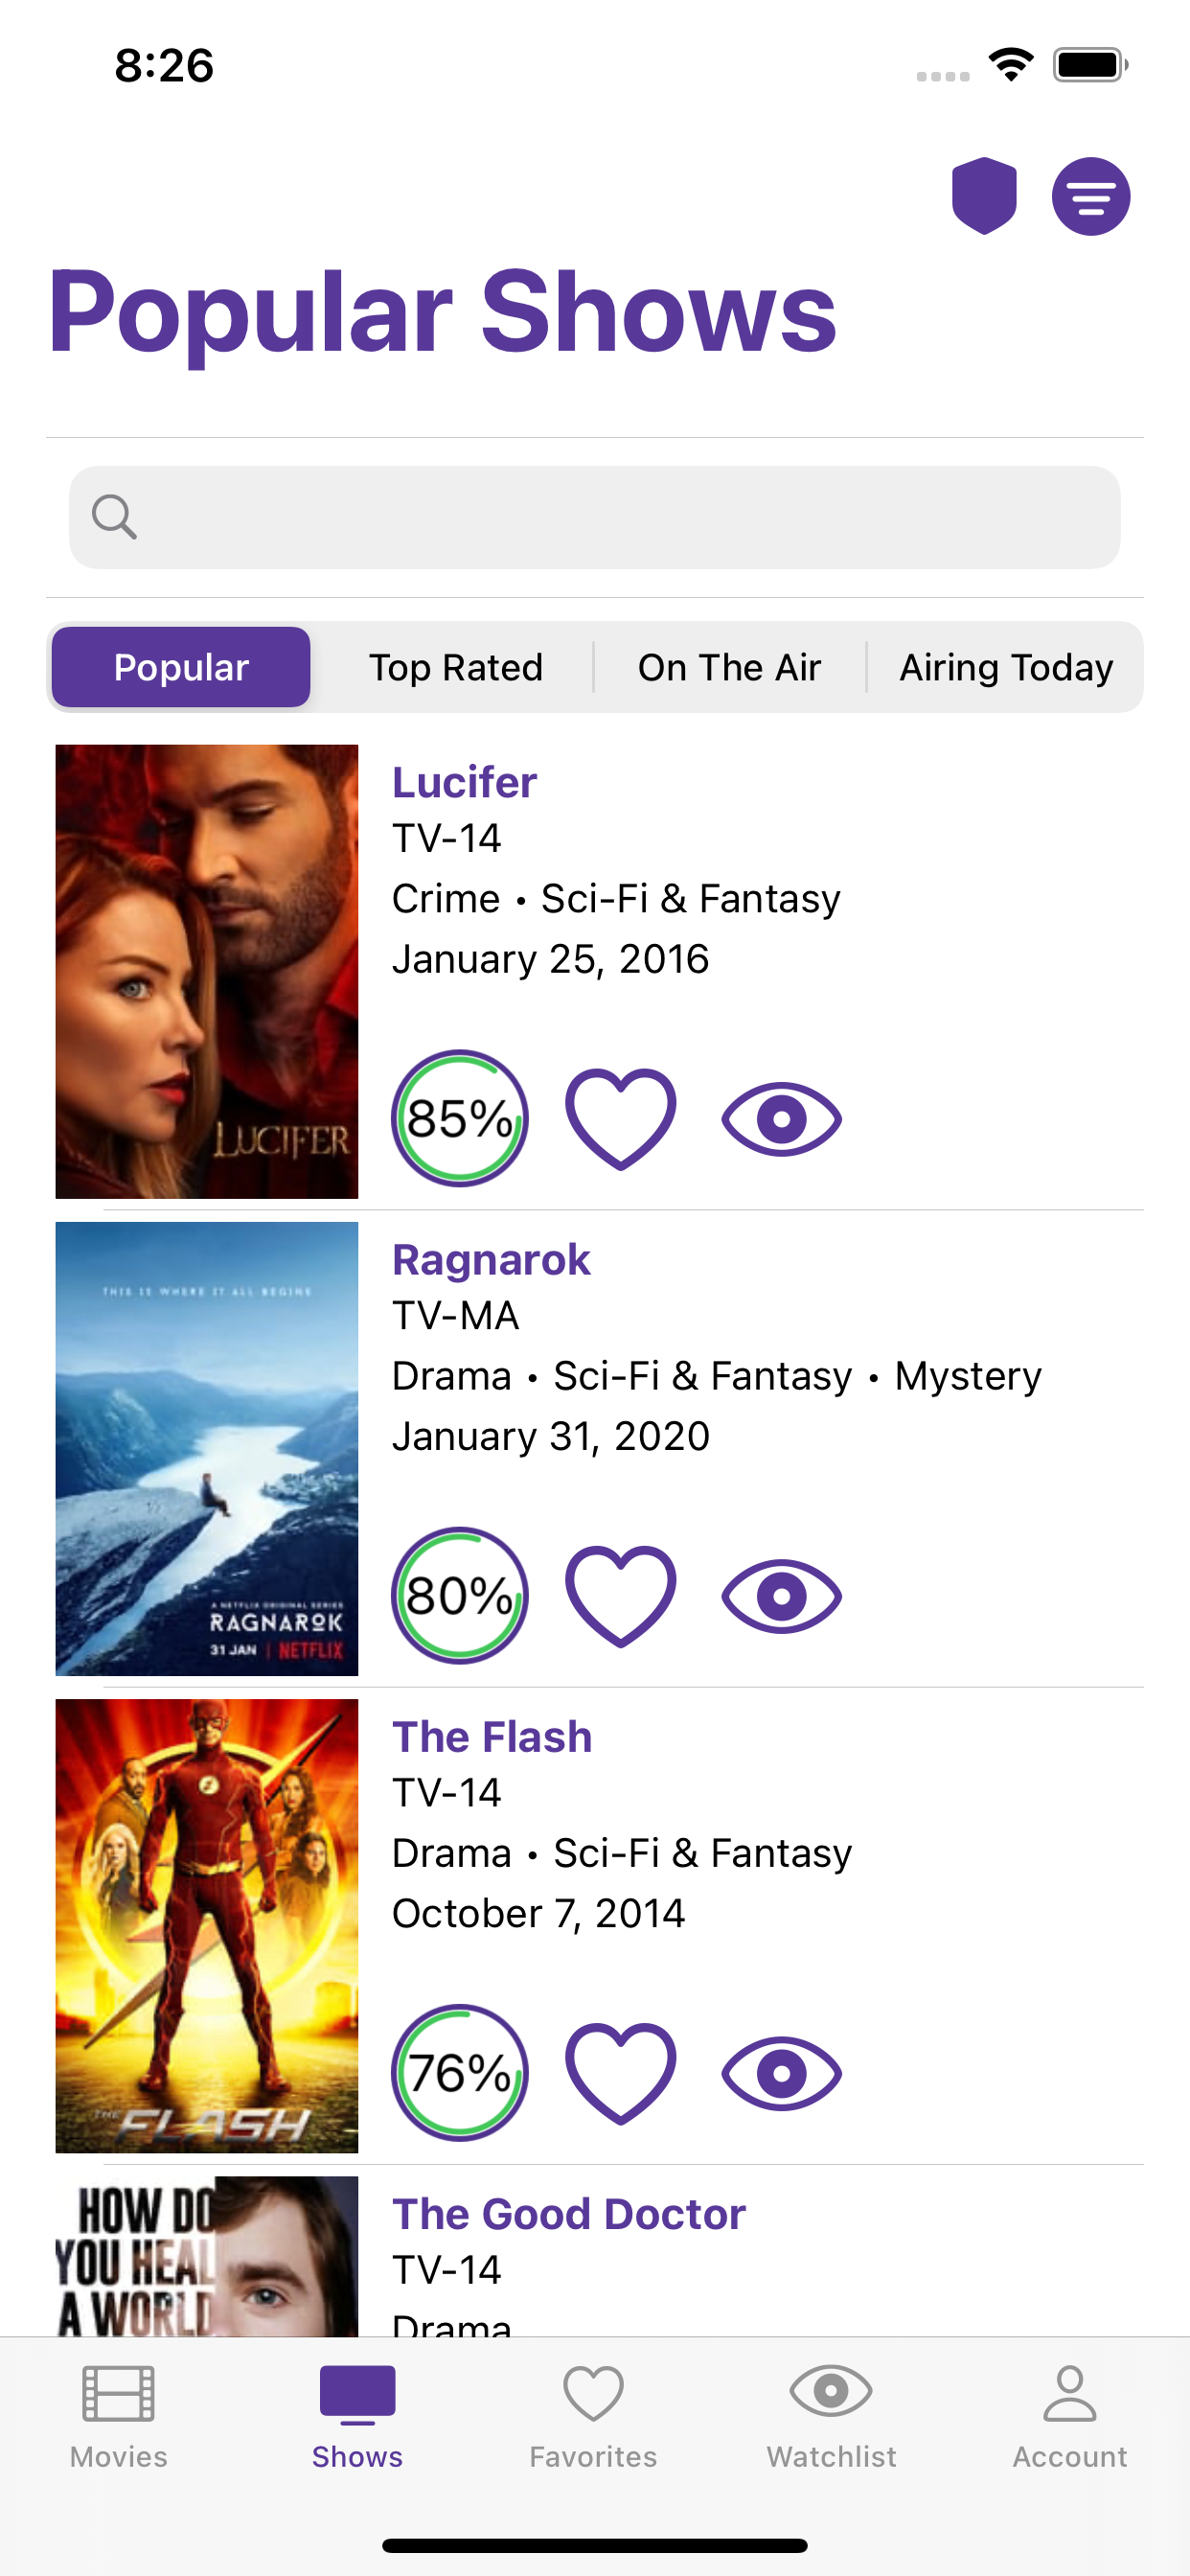 8:26
Popular Shows
Popular
Top Rated
On The Air
Airing Today
Lucifer
TV-14
Crime • Sci-Fi & Fantasy
January 25, 2016
85%
LUCIFER
THIS IS WHERE IT ALL BEGINS
Ragnarok
TV-MA
Drama • Sci-Fi & Fantasy • Mystery
January 31, 2020
80%
A NETFLIX ORIGINAL SERIES
RAGNAROK
31 JAN | NETFLIX
The Flash
TV-14
Drama • Sci-Fi & Fantasy
October 7, 2014
76%
THE FLASH
HOW DO
YOU HEAL
A WORLD
The Good Doctor
TV-14
Drama
Movies
Shows
Favorites
Watchlist
Account